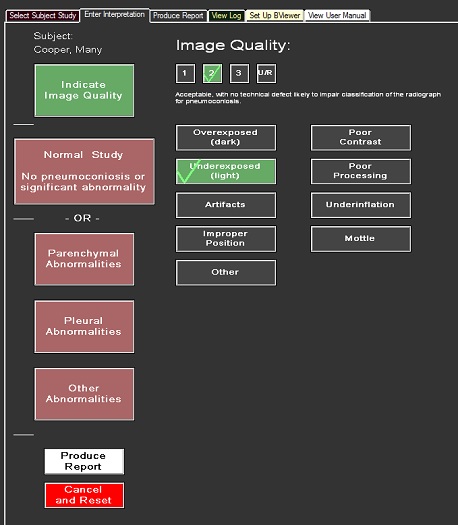 Select Subject Study Enter Interpretation Produce Report View Log Set Up BViewer View User Manual
Subject:
Cooper, Many
Indicate
Image Quality
Normal Study
No pneumoconiosis or
significant abnormality
- OR -
Parenchymal
Abnormalities
Pleural
Abnormalities
Other
Abnormalities
Produce
Report
Cancel
and Reset
Image Quality:
1 2 3 U/R
Acceptable, with no technical defect likely to impair classification of the radiograph
for pneumoconiosis.
Overexposed
(dark)
Poor
Contrast
Underexposed
(light)
Poor
Processing
Artifacts
Underinflation
Improper
Position
Mottle
Other